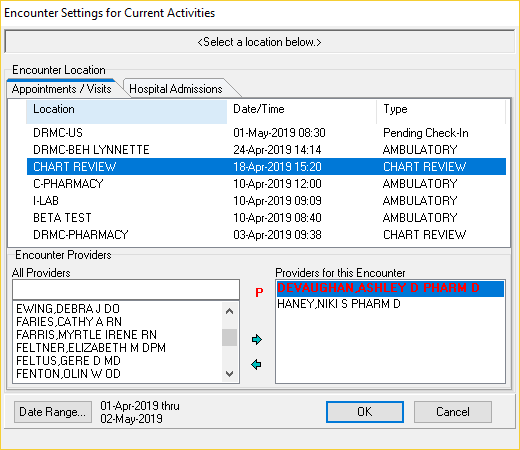 Encounter Settings for Current Activities
<Select a location below.>
Encounter Location
Appointments / Visits Hospital Admissions
Location Date/Time Type
DRMC-US 01-May-2019 08:30 Pending Check-In
DRMC-BEH LYNNETTE 24-Apr-2019 14:14 AMBULATORY
CHART REVIEW 18-Apr-2019 15:20 CHART REVIEW
C-PHARMACY 10-Apr-2019 12:00 AMBULATORY
I-LAB 10-Apr-2019 09:09 AMBULATORY
BETA TEST 10-Apr-2019 08:40 AMBULATORY
DRMC-PHARMACY 03-Apr-2019 09:38 CHART REVIEW
Encounter Providers
All Providers Providers for this Encounter
P
DEVAUGHAN,ASHLEY D PHARM D
HANEY,NIKI S PHARM D
EWING,DEBRA J DO
FARIES,CATHY A RN
FARRIS,MYRTLE IRENE RN
FELTNER,ELIZABETH M DPM
FELTUS,GERE D MD
FENTON,OLIN W OD
Date Range... 01-Apr-2019 thru
02-May-2019
OK Cancel